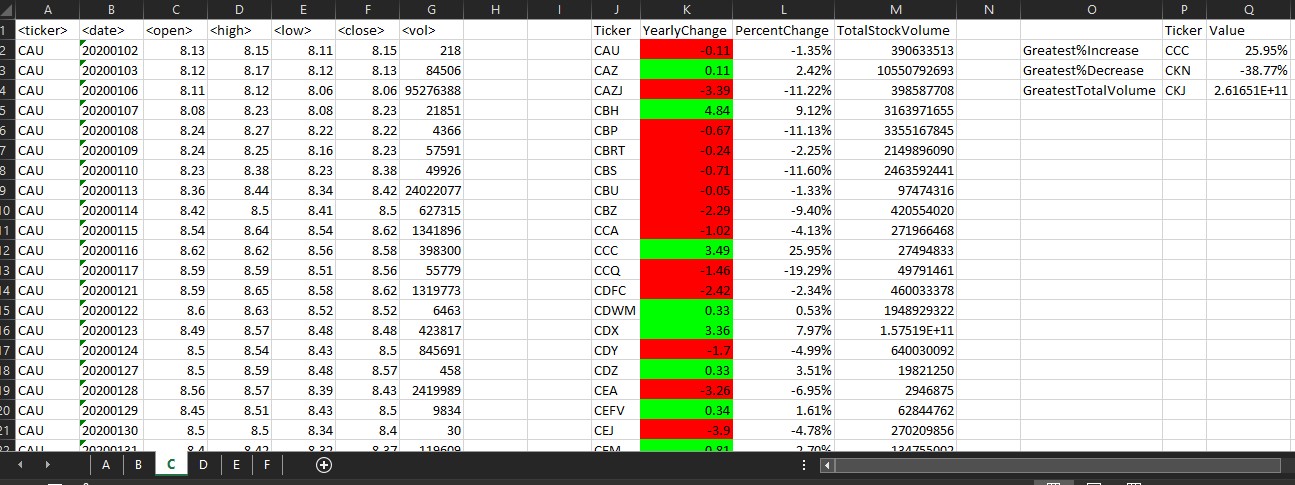 A B C D E F G H I J K L M N O P Q
1 <ticker> <date> <open> <high> <low> <close> <vol> Ticker YearlyChange PercentChange TotalStockVolume Ticker Value
2 CAU 20200102 8.13 8.15 8.11 8.15 218 CAU -0.11 -1.35% 390633513 Greatest%Increase CCC 25.95%
3 CAU 20200103 8.12 8.17 8.12 8.13 84506 CAZ 0.11 2.42% 10550792693 Greatest%Decrease CKN -38.77%
4 CAU 20200106 8.11 8.12 8.06 8.06 95276388 CAZJ -3.39 -11.22% 398587708 GreatestTotalVolume CKJ 2.61651E+11
5 CAU 20200107 8.08 8.23 8.08 8.23 21851 CBH 4.84 9.12% 3163971655
6 CAU 20200108 8.24 8.27 8.22 8.22 4366 CBP -0.67 -11.13% 3355167845
7 CAU 20200109 8.24 8.25 8.16 8.23 57591 CBRT -0.24 -2.25% 2149896090
8 CAU 20200110 8.23 8.38 8.23 8.38 49926 CBS -0.71 -11.60% 2463592441
9 CAU 20200113 8.36 8.44 8.34 8.42 24022077 CBU -0.05 -1.33% 97474316
10 CAU 20200114 8.42 8.5 8.41 8.5 627315 CBZ -2.29 -9.40% 420554020
11 CAU 20200115 8.54 8.64 8.54 8.62 1341896 CCA -1.02 -4.13% 271966468
12 CAU 20200116 8.62 8.62 8.56 8.58 398300 CCC 3.49 25.95% 27494833
13 CAU 20200117 8.59 8.59 8.51 8.56 55779 CCQ -1.46 -19.29% 49791461
14 CAU 20200121 8.59 8.65 8.58 8.62 1319773 CDFC -2.42 -2.34% 460033378
15 CAU 20200122 8.6 8.63 8.52 8.52 6463 CDWM 0.33 0.53% 1948929322
16 CAU 20200123 8.49 8.57 8.48 8.48 423817 CDX 3.36 7.97% 1.57519E+11
17 CAU 20200124 8.5 8.54 8.43 8.5 845691 CDY -1.7 -4.99% 640030092
18 CAU 20200127 8.5 8.59 8.48 8.57 458 CDZ 0.33 3.51% 19821250
19 CAU 20200128 8.56 8.57 8.39 8.43 2419989 CEA -3.26 -6.95% 2946875
20 CAU 20200129 8.45 8.51 8.43 8.5 9834 CEFV 0.34 1.61% 62844762
21 CAU 20200130 8.5 8.5 8.34 8.4 30 CEJ -3.9 -4.78% 270209856
22 CAU 20200131 8.4 8.42 8.32 8.37 119609 CEM 0.81 2.70% 134755002
A B C D E F